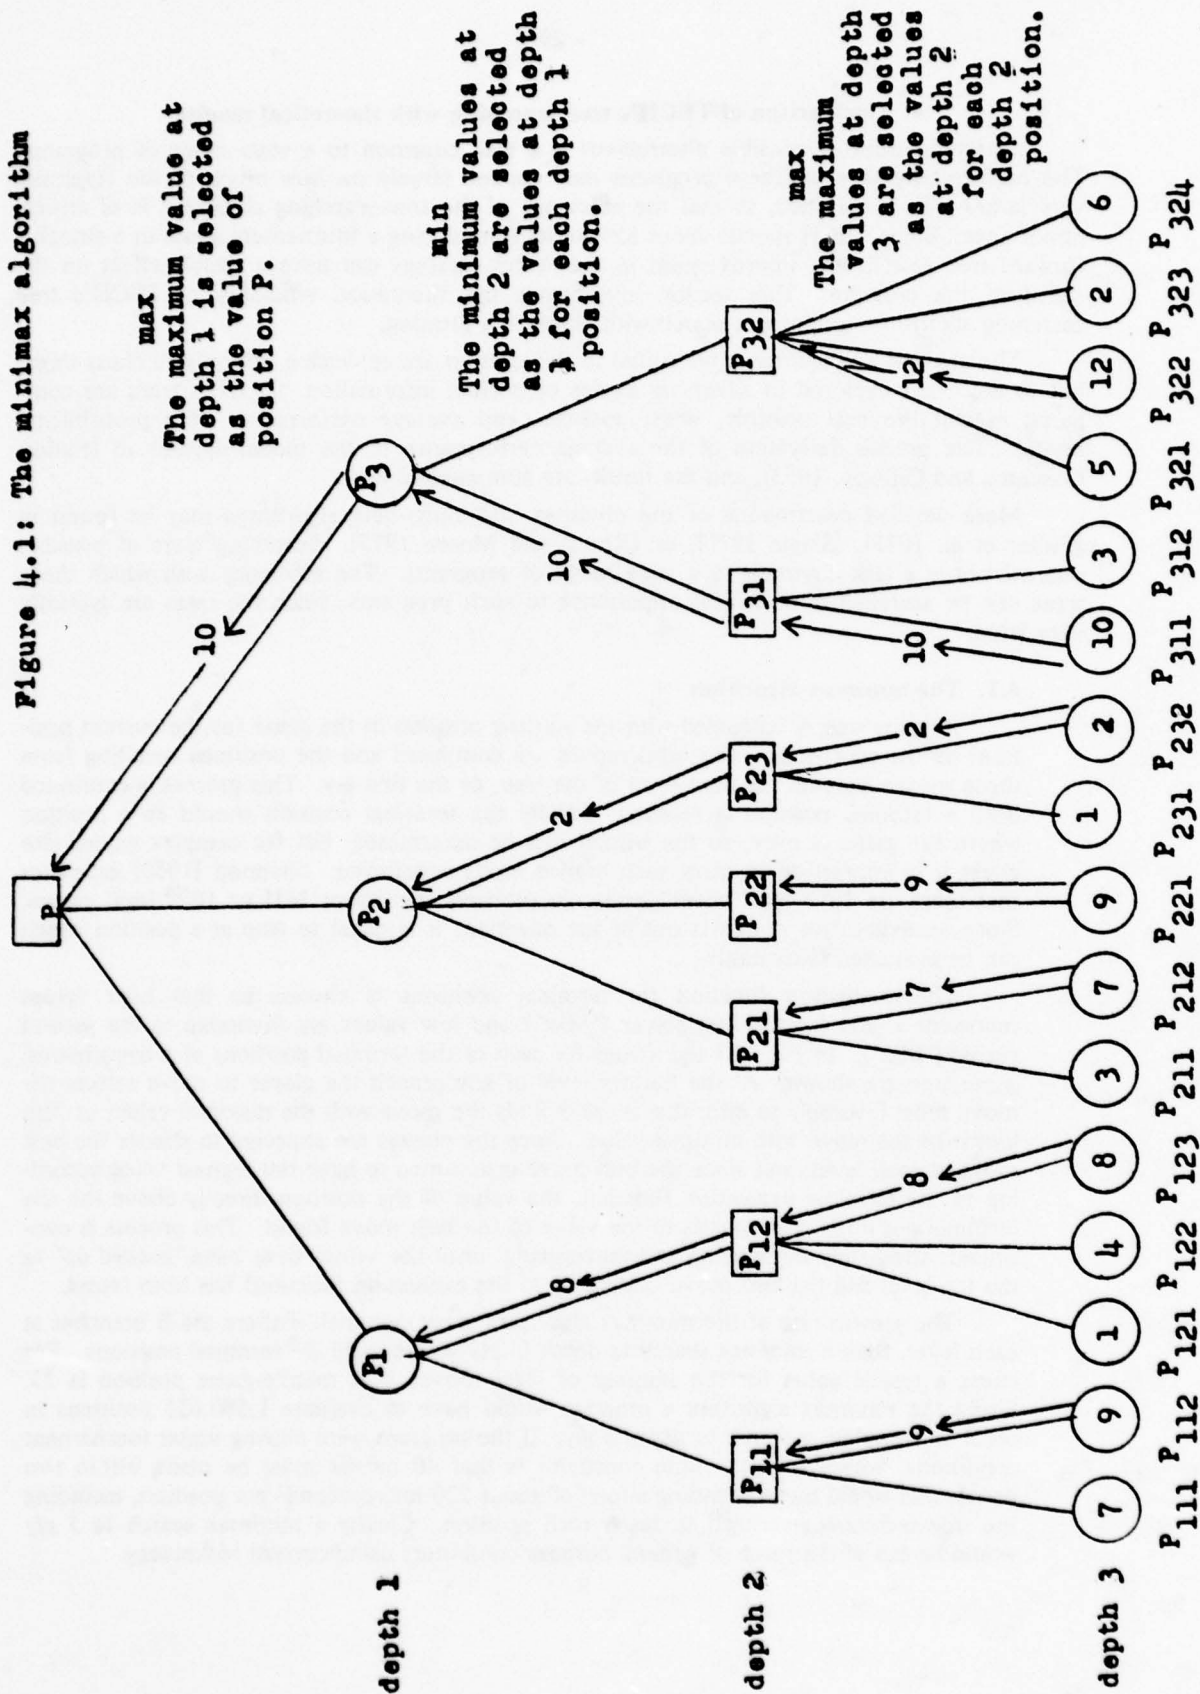 Figure 4.1: The minimax algorithm
P
max
The maximum value at
depth 1 is selected
as the value of
position P.
10
depth 1
P1
P2
P3
min
The minimum values at
depth 2 are selected
as the values at depth
1 for each depth 1
position.
8
2
10
depth 2
P11
P12
P21
P22
P23
P31
P32
max
The maximum
values at depth
3 are selected
as the values
at depth 2
for each
depth 2
position.
9
8
7
9
2
10
12
depth 3
7
9
1
4
8
3
7
9
1
2
10
3
5
12
2
6
P111 P112 P121 P122 P123 P211 P212 P221 P231 P232 P311 P312 P321 P322 P323 P324